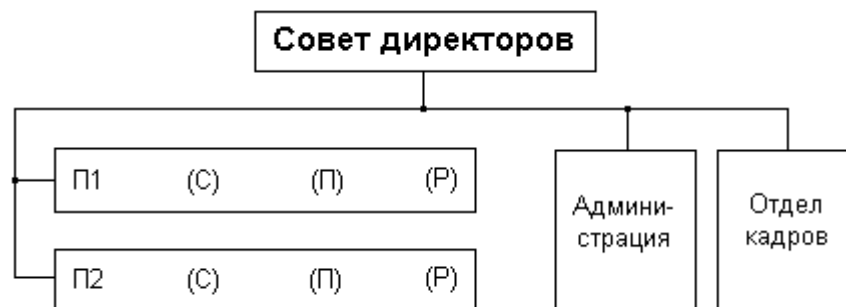 Совет директоров
П1 (С) (П) (Р)
П2 (С) (П) (Р)
Админи-
страция
Отдел
кадров